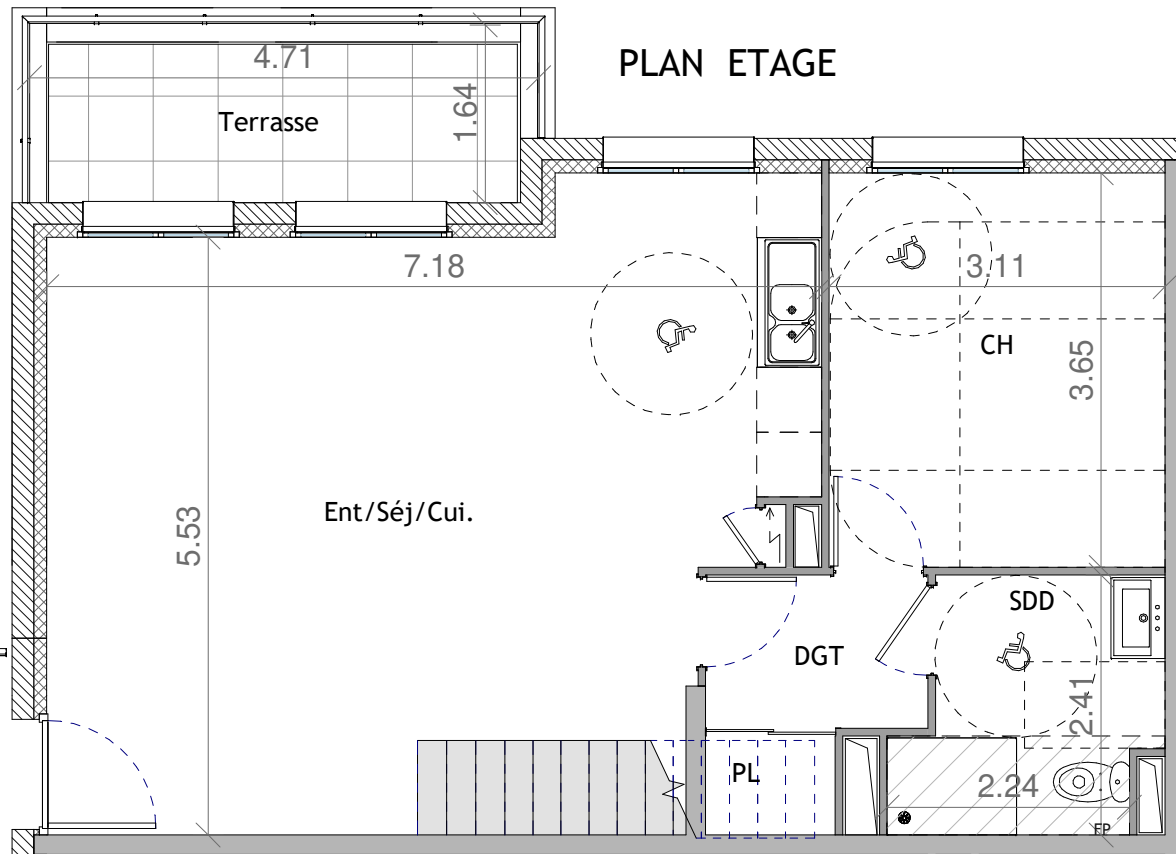 PLAN ETAGE
4.71
1.64
Terrasse
7.18
3.11
CH
3.65
Ent/Séj/Cui.
5.53
SDD
DGT
2.41
PL
2.24
EP